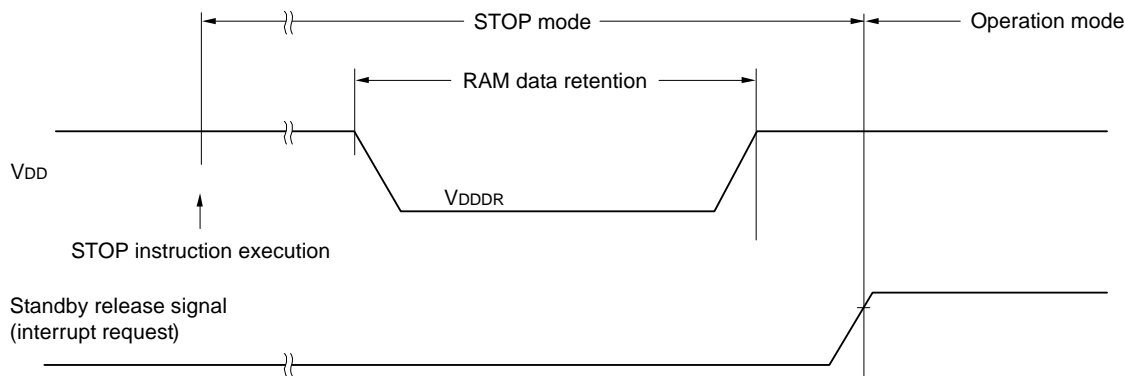 STOP mode
Operation mode
RAM data retention
VDD
VDDDR
STOP instruction execution
Standby release signal
(interrupt request)